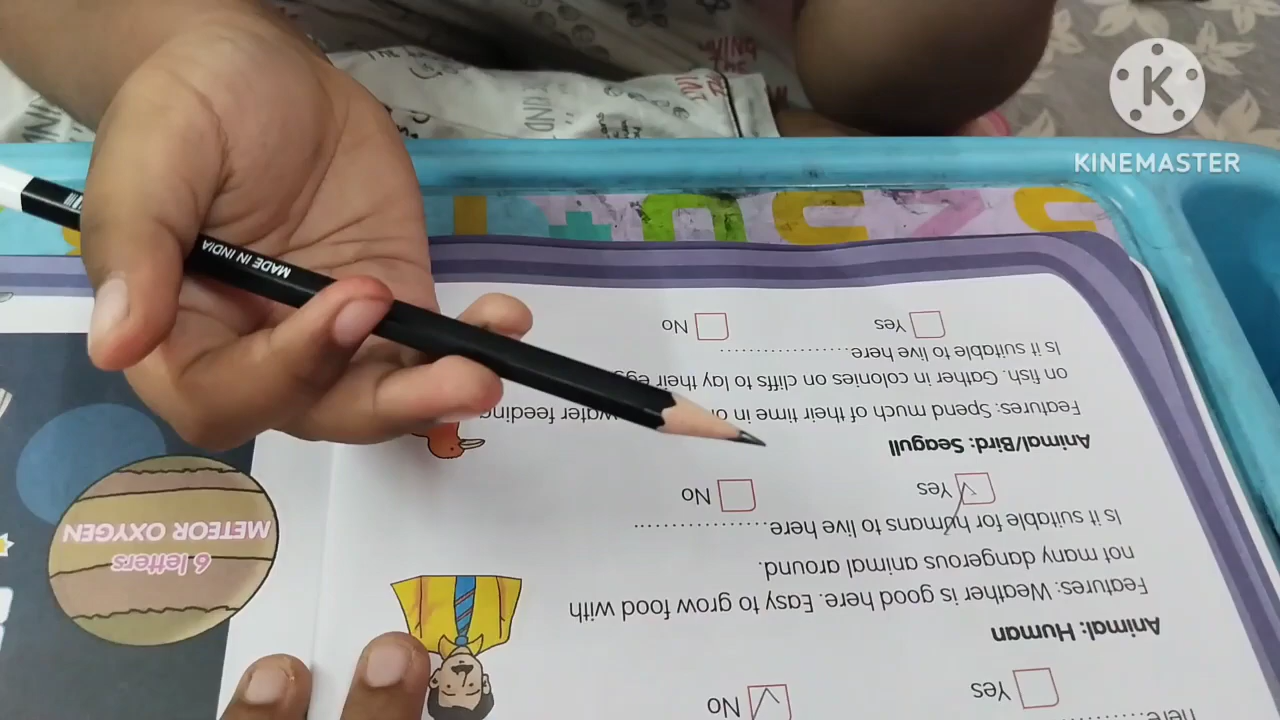 KINEMASTER
MADE IN INDIA
here
Yes
No
Animal: Human
Features: Weather is good here. Easy to grow food with
not many dangerous animal around.
Is it suitable for humans to live here..................
Yes
No
Animal/Bird: Seagull
Features: Spend much of their time in water feeding
on fish. Gather in colonies on cliffs to lay their
Is it suitable to live here..................
Yes
No
6 letters
METEOR OXYGEN